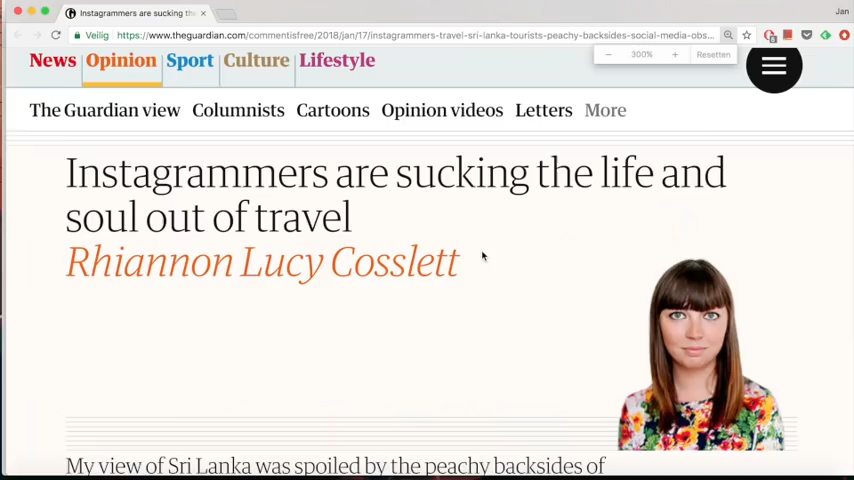 Instagrammers are sucking the
Jan
Veilig https://www.theguardian.com/commentisfree/2018/jan/17/instagrammers-travel-sri-lanka-tourists-peachy-backsides-social-media-obs...
− 300% + Resetten
News Opinion Sport Culture Lifestyle
The Guardian view Columnists Cartoons Opinion videos Letters More
Instagrammers are sucking the life and
soul out of travel
Rhiannon Lucy Cosslett
My view of Sri Lanka was spoiled by the peachy backsides of